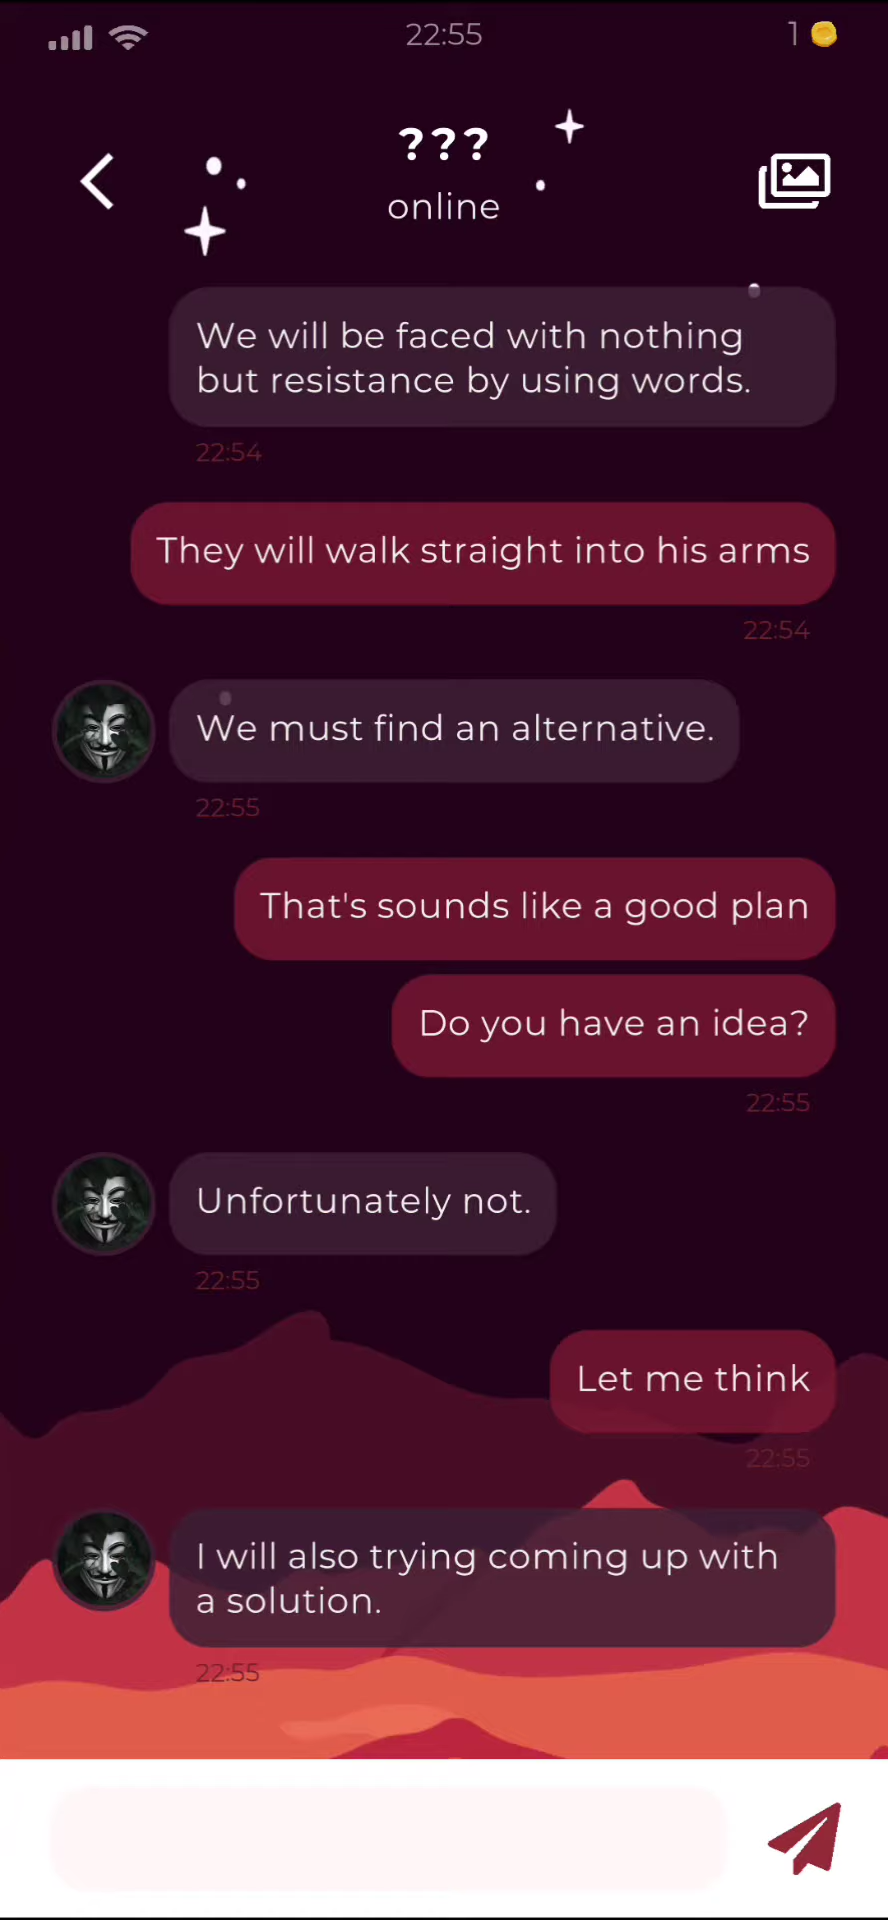 22:55
1
???
online
We will be faced with nothing
but resistance by using words.
22:54
They will walk straight into his arms
22:54
We must find an alternative.
22:55
That's sounds like a good plan
Do you have an idea?
22:55
Unfortunately not.
22:55
Let me think
22:55
I will also trying coming up with
a solution.
22:55